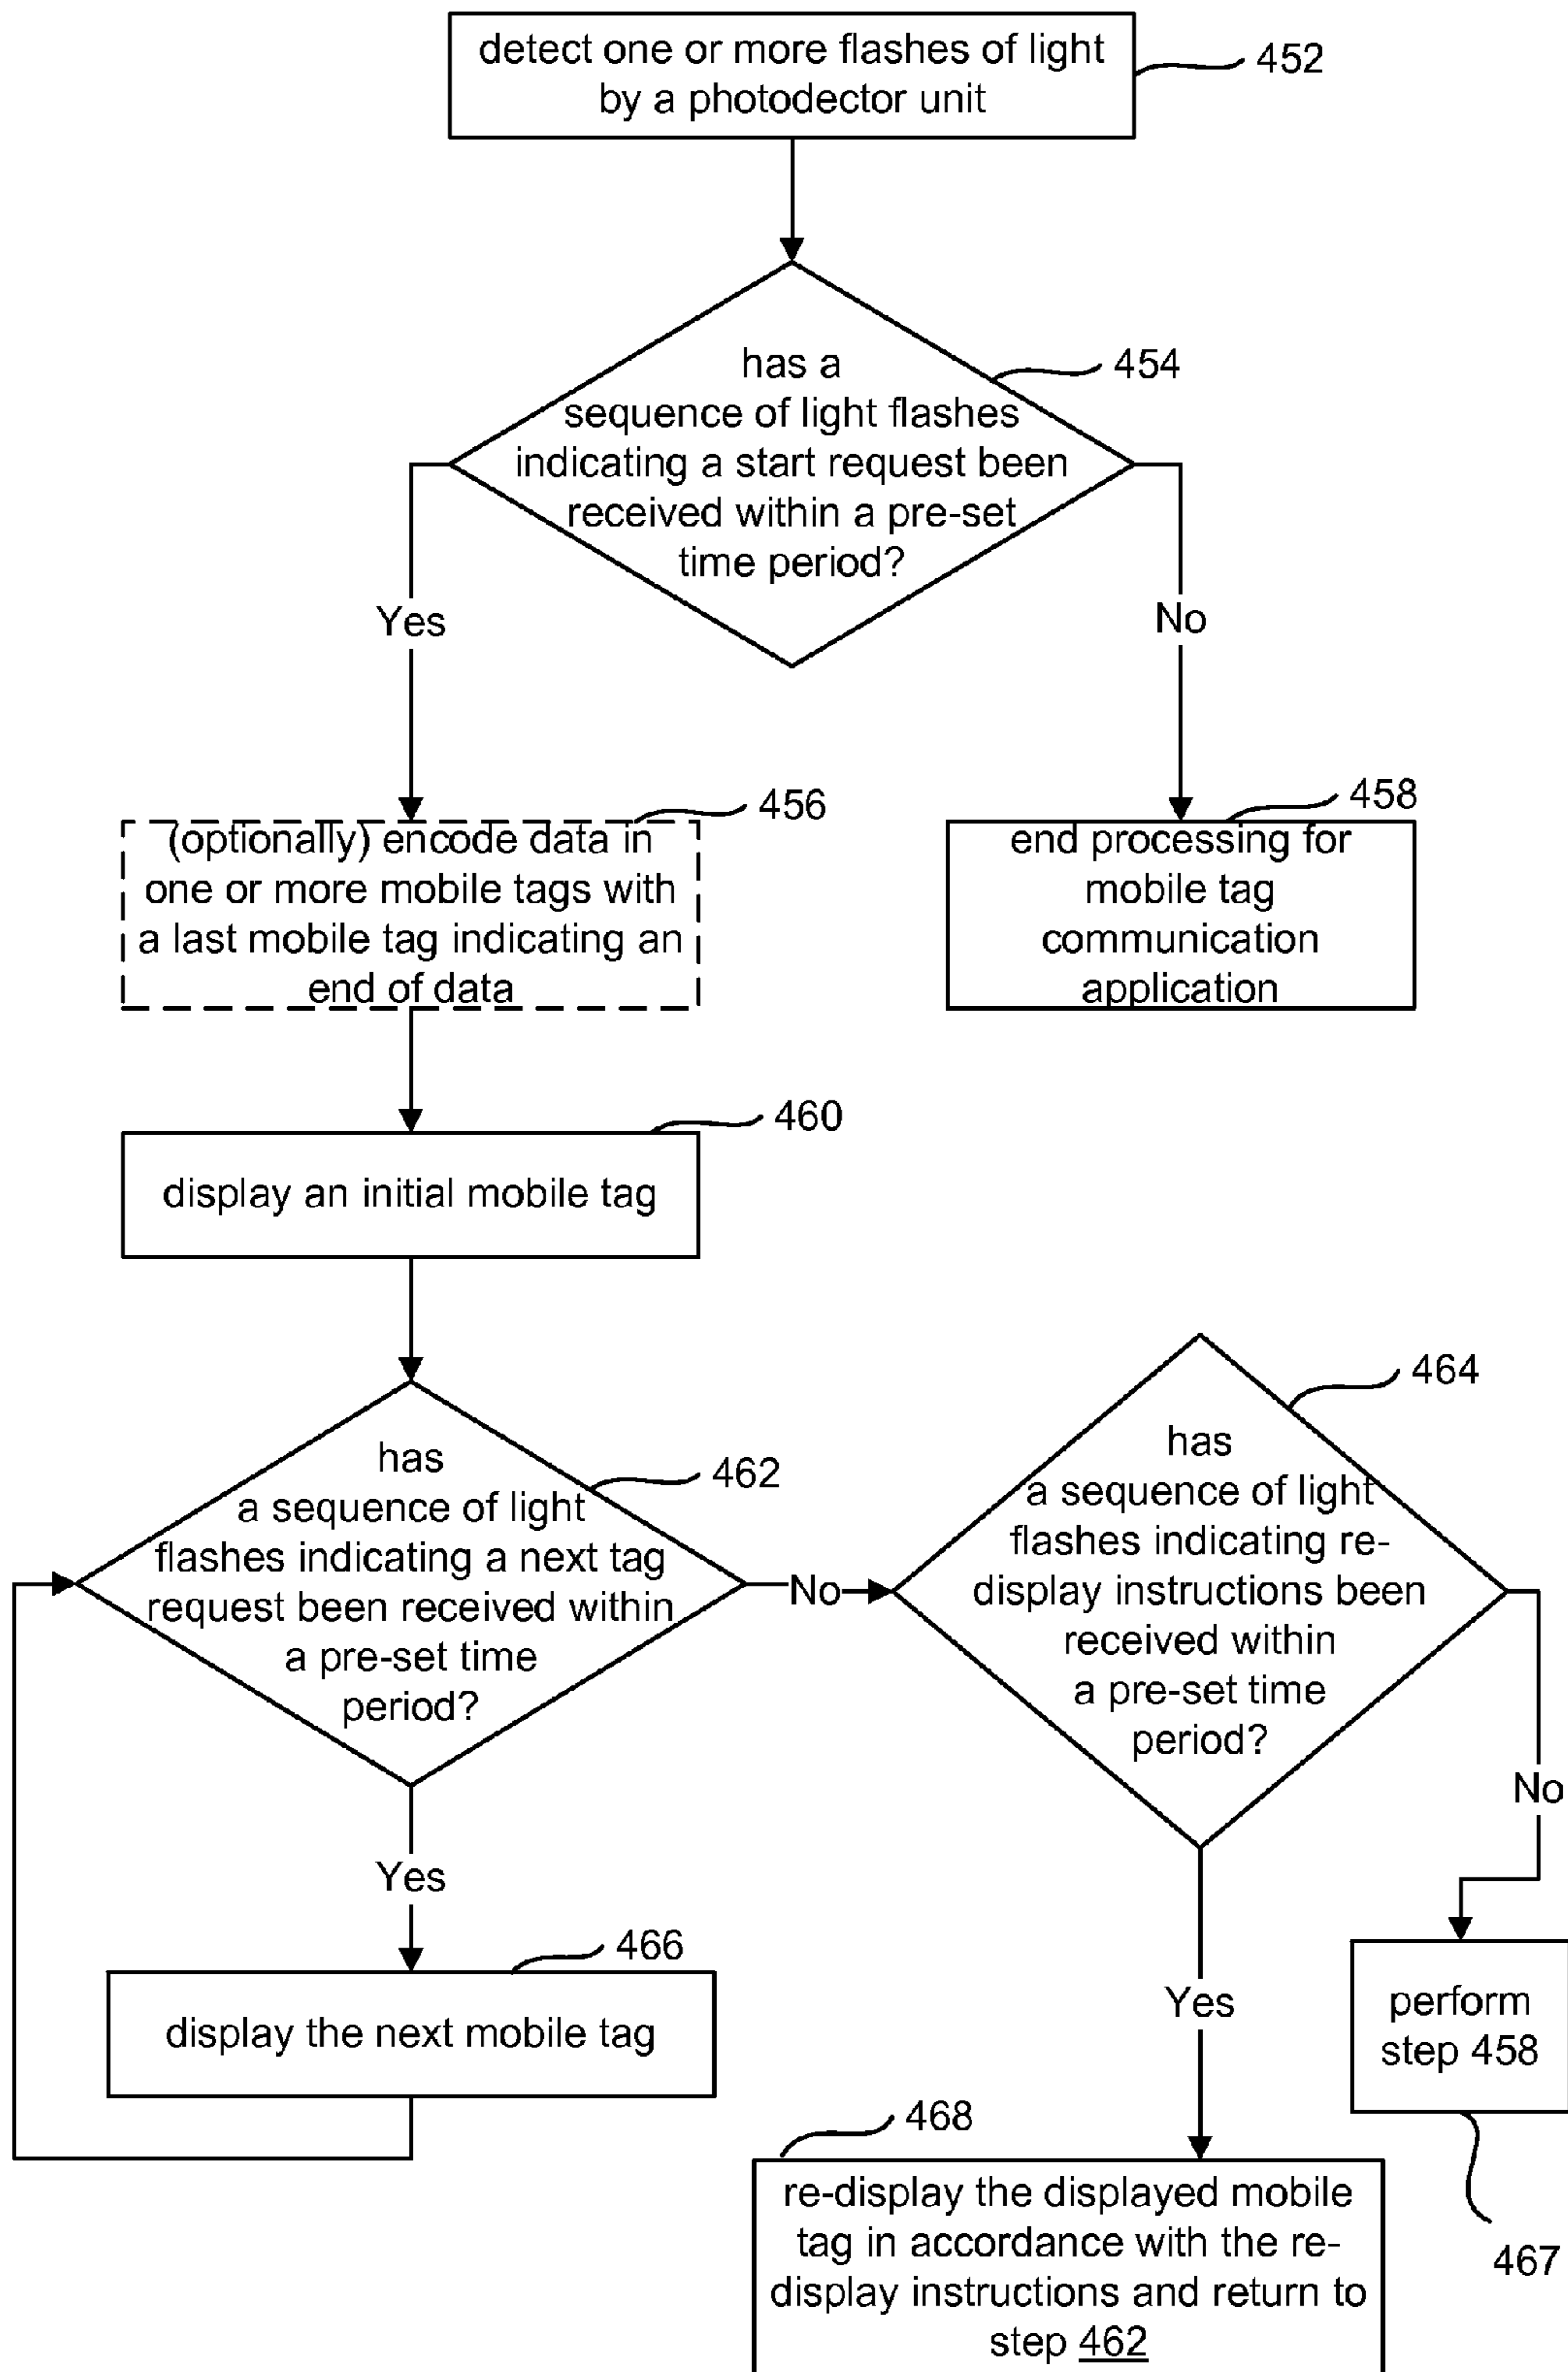 detect one or more flashes of light
by a photodector unit
452
has a
sequence of light flashes
indicating a start request been
received within a pre-set
time period?
454
Yes
No
(optionally) encode data in
one or more mobile tags with
a last mobile tag indicating an
end of data
456
end processing for
mobile tag
communication
application
458
display an initial mobile tag
460
has
a sequence of light
flashes indicating a next tag
request been received within
a pre-set time
period?
462
No
has
a sequence of light
flashes indicating re-
display instructions been
received within
a pre-set time
period?
464
No
Yes
display the next mobile tag
466
Yes
perform
step 458
467
468
re-display the displayed mobile
tag in accordance with the re-
display instructions and return to
step 462